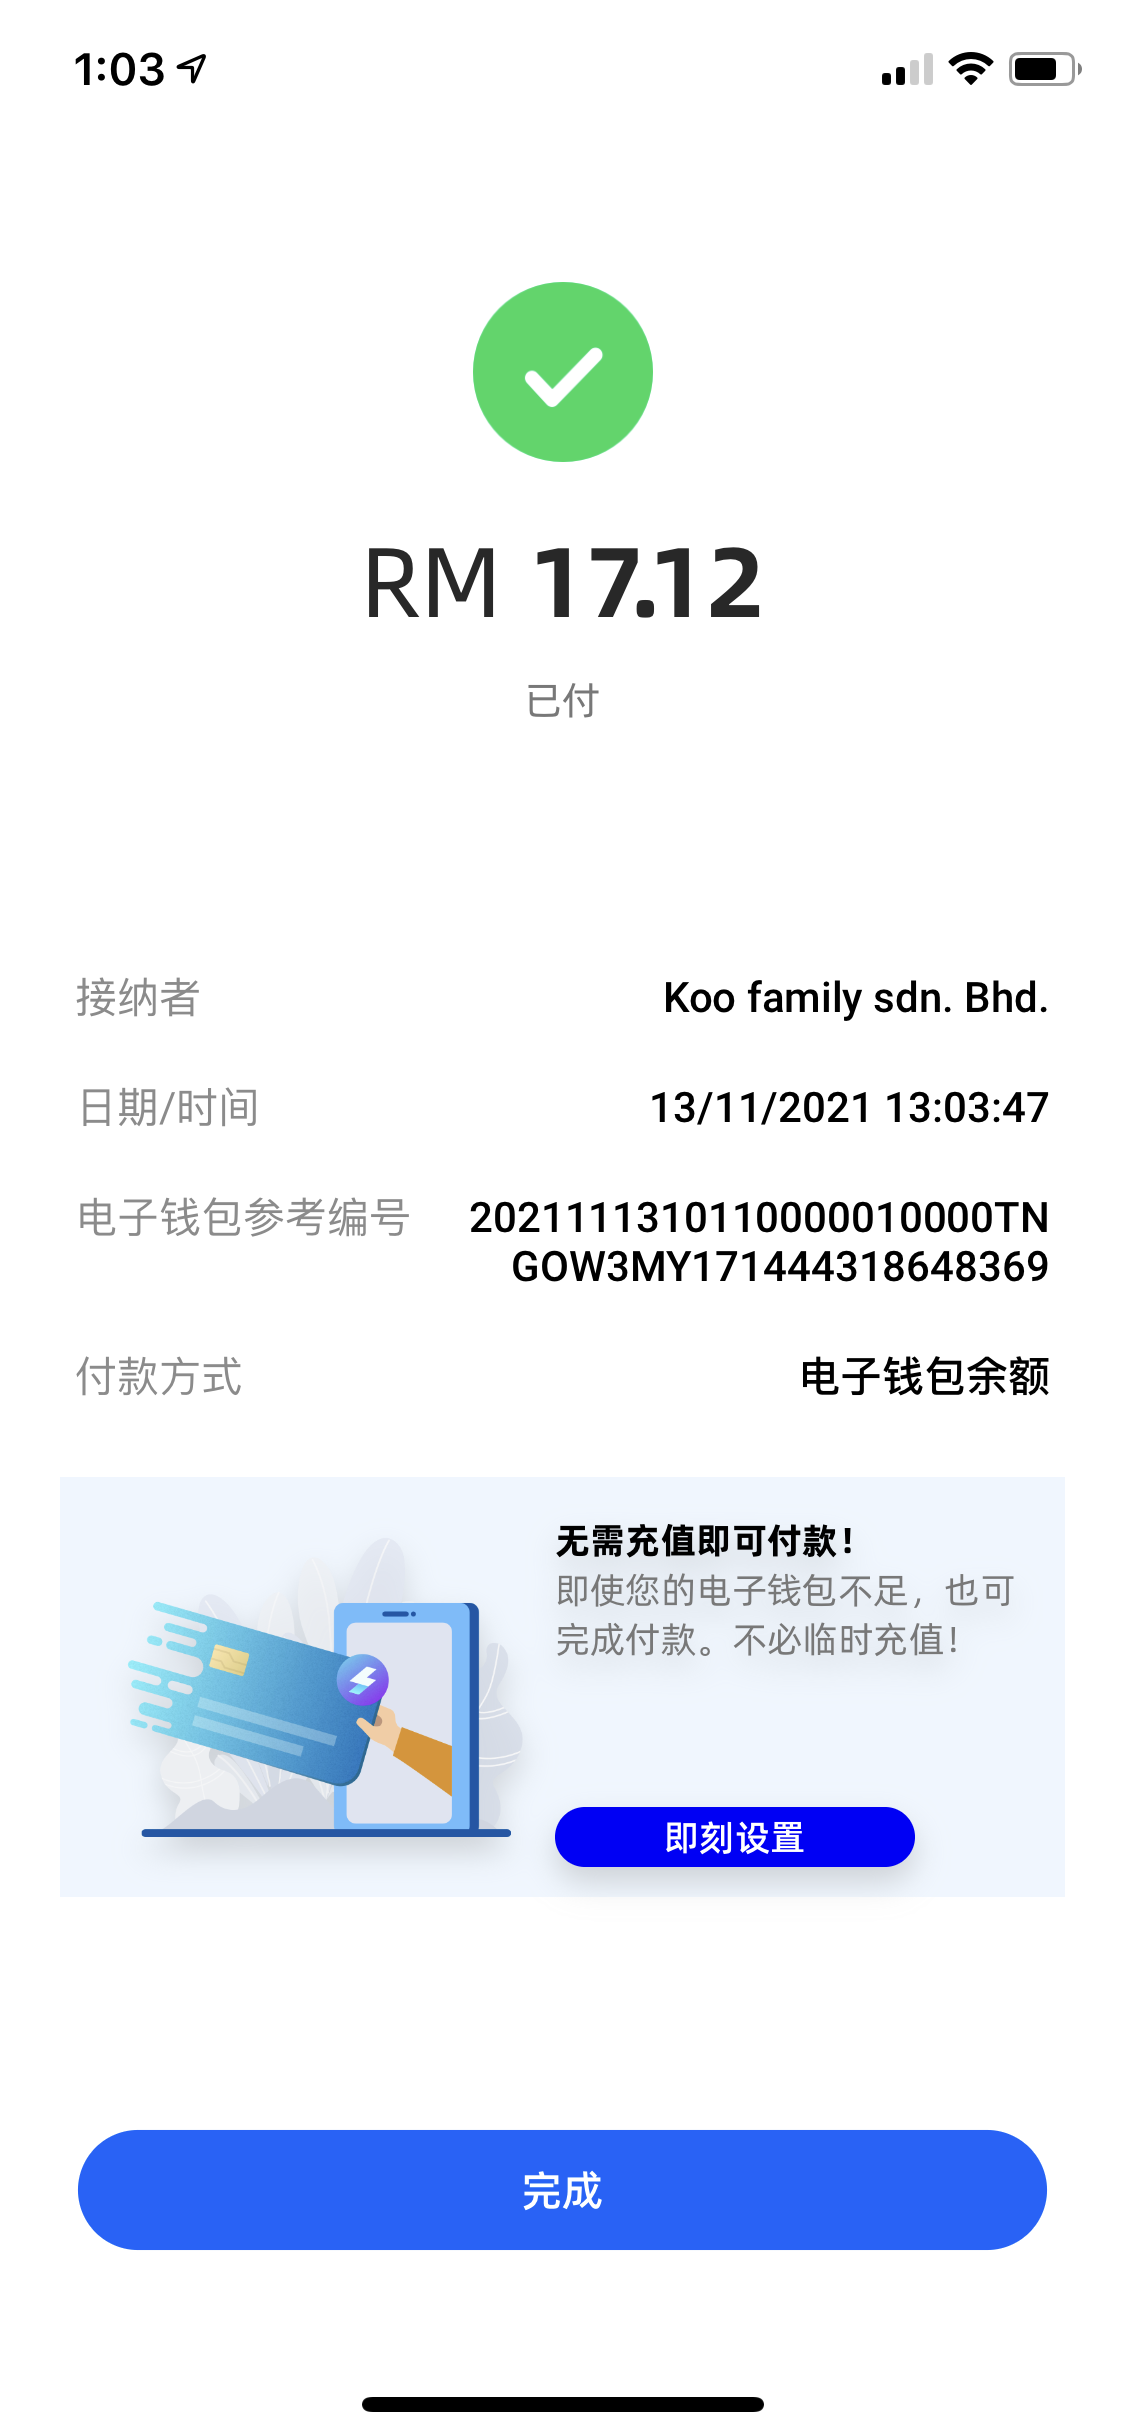 1:03
RM 17.12
已付
接纳者
Koo family sdn. Bhd.
日期/时间
13/11/2021 13:03:47
电子钱包参考编号
20211113101110000010000TN
GOW3MY171444318648369
付款方式
电子钱包余额
无需充值即可付款！
即使您的电子钱包不足，也可
完成付款。不必临时充值！
即刻设置
完成